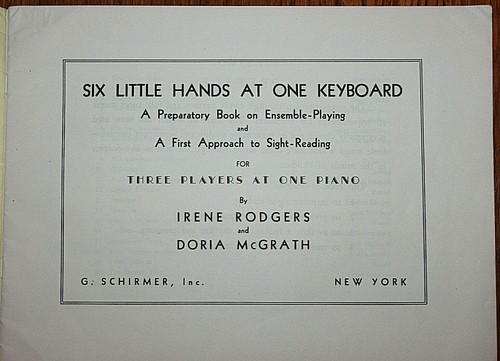 SIX LITTLE HANDS AT ONE KEYBOARD
A Preparatory Book on Ensemble-Playing
and
A First Approach to Sight-Reading
FOR
THREE PLAYERS AT ONE PIANO
By
IRENE RODGERS
and
DORIA McGRATH
G. SCHIRMER, Inc. NEW YORK